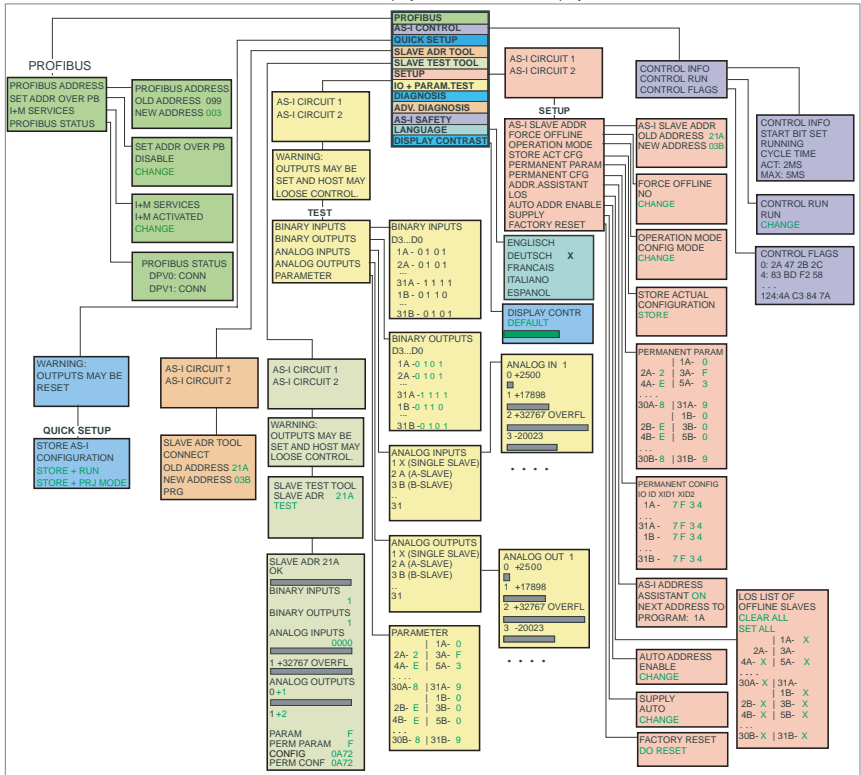 PROFIBUS
AS-I CONTROL
QUICK SETUP
SLAVE ADR TOOL
SLAVE TEST TOOL
SETUP
IO + PARAM.TEST
DIAGNOSIS
ADV. DIAGNOSIS
AS-I SAFETY
LANGUAGE
DISPLAY CONTRAST
PROFIBUS
PROFIBUS ADDRESS
SET ADDR OVER PB
I+M SERVICES
PROFIBUS STATUS
PROFIBUS ADDRESS
OLD ADDRESS 099
NEW ADDRESS 003
SET ADDR OVER PB
DISABLE
CHANGE
I+M SERVICES
I+M ACTIVATED
CHANGE
PROFIBUS STATUS
DPV0: CONN
DPV1: CONN
WARNING:
OUTPUTS MAY BE
RESET
QUICK SETUP
STORE AS-I
CONFIGURATION
STORE + RUN
STORE + PRJ MODE
AS-I CIRCUIT 1
AS-I CIRCUIT 2
SLAVE ADR TOOL
CONNECT
OLD ADDRESS 21A
NEW ADDRESS 03B
PRG
AS-I CIRCUIT 1
AS-I CIRCUIT 2
WARNING:
OUTPUTS MAY BE
SET AND HOST MAY
LOOSE CONTROL.
SLAVE TEST TOOL
SLAVE ADR 21A
TEST
SLAVE ADR 21A
OK
BINARY INPUTS
1
BINARY OUTPUTS
1
ANALOG INPUTS
0000
1 +32767 OVERFL
ANALOG OUTPUTS
0 +1
1 +2
PARAM F
PERM PARAM F
CONFIG 0A72
PERM CONF 0A72
AS-I CIRCUIT 1
AS-I CIRCUIT 2
WARNING:
OUTPUTS MAY BE
SET AND HOST MAY
LOOSE CONTROL.
TEST
BINARY INPUTS
BINARY OUTPUTS
ANALOG INPUTS
ANALOG OUTPUTS
PARAMETER
BINARY INPUTS
D3...D0
1A - 0 1 0 1
2A - 0 1 0 1
...
31A - 1 1 1 1
1B - 0 1 1 0
...
31B - 0 1 0 1
BINARY OUTPUTS
D3...D0
1A - 0 1 0 1
2A - 0 1 0 1
...
31A - 1 1 1 1
1B - 0 1 1 0
...
31B - 0 1 0 1
ANALOG INPUTS
1 X (SINGLE SLAVE)
2 A (A-SLAVE)
3 B (B-SLAVE)
..
31
ANALOG OUTPUTS
1 X (SINGLE SLAVE)
2 A (A-SLAVE)
3 B (B-SLAVE)
..
31
PARAMETER
| 1A- 0
2A- 2 | 3A- F
4A- E | 5A- 3
. . . .
30A- 8 | 31A- 9
| 1B- 0
2B- E | 3B- 0
4B- E | 5B- 0
. . . .
30B- 8 | 31B- 9
ANALOG IN 1
0 +2500
1 +17898
2 +32767 OVERFL
3 -20023
. . . .
ANALOG OUT 1
0 +2500
1 +17898
2 +32767 OVERFL
3 -20023
. . . .
AS-I CIRCUIT 1
AS-I CIRCUIT 2
SETUP
AS-I SLAVE ADDR
FORCE OFFLINE
OPERATION MODE
STORE ACT CFG
PERMANENT PARAM
PERMANENT CFG
ADDR.ASSISTANT
LOS
AUTO ADDR ENABLE
SUPPLY
FACTORY RESET
ENGLISCH
DEUTSCH X
FRANCAIS
ITALIANO
ESPANOL
DISPLAY CONTR
DEFAULT
CONTROL INFO
CONTROL RUN
CONTROL FLAGS
CONTROL INFO
START BIT SET
RUNNING
CYCLE TIME
ACT: 2MS
MAX: 5MS
CONTROL RUN
RUN
CHANGE
CONTROL FLAGS
0: 2A 47 2B 2C
4: 83 BD F2 58
. . .
124:4A C3 84 7A
AS-I SLAVE ADDR
OLD ADDRESS 21A
NEW ADDRESS 03B
FORCE OFFLINE
NO
CHANGE
OPERATION MODE
CONFIG MODE
CHANGE
STORE ACTUAL
CONFIGURATION
STORE
PERMANENT PARAM
| 1A- 0
2A- 2 | 3A- F
4A- E | 5A- 3
. . . .
30A- 8 | 31A- 9
| 1B- 0
2B- E | 3B- 0
4B- E | 5B- 0
. . . .
30B- 8 | 31B- 9
PERMANENT CONFIG
IO ID XID1 XID2
1A - 7 F 3 4
. . .
31A - 7 F 3 4
1B - 7 F 3 4
. . .
31B - 7 F 3 4
AS-I ADDRESS
ASSISTANT ON
NEXT ADDRESS TO
PROGRAM: 1A
AUTO ADDRESS
ENABLE
CHANGE
SUPPLY
AUTO
CHANGE
FACTORY RESET
DO RESET
LOS LIST OF
OFFLINE SLAVES
CLEAR ALL
SET ALL
| 1A- X
2A- | 3A-
4A- X | 5A- X
. . .
30A- X | 31A-
| 1B- X
2B- X | 3B- X
4B- X | 5B- X
. . .
30B- X | 31B- X